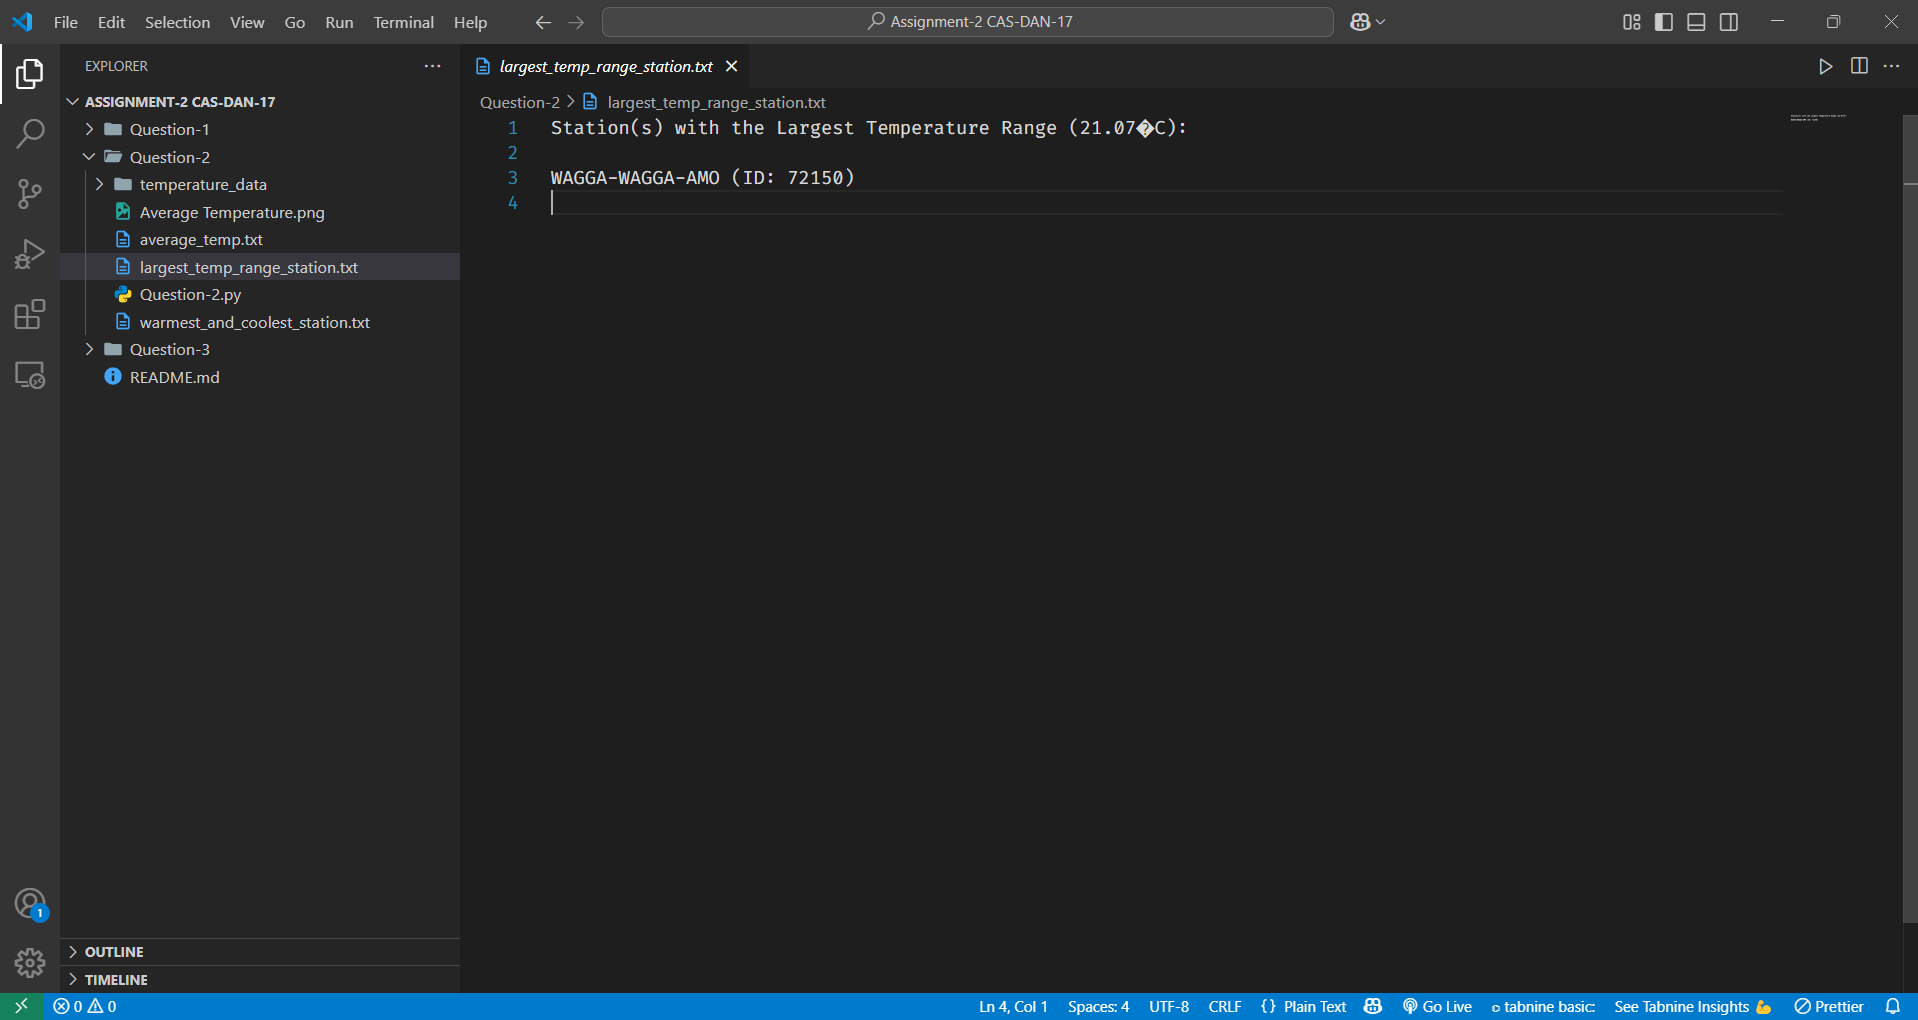 File Edit Selection View Go Run Terminal Help
Assignment-2 CAS-DAN-17
EXPLORER
ASSIGNMENT-2 CAS-DAN-17
Question-1
Question-2
temperature_data
Average Temperature.png
average_temp.txt
largest_temp_range_station.txt
Question-2.py
warmest_and_coolest_station.txt
Question-3
README.md
OUTLINE
TIMELINE
largest_temp_range_station.txt
Question-2 > largest_temp_range_station.txt
1 Station(s) with the Largest Temperature Range (21.07�C):
2
3 WAGGA-WAGGA-AMO (ID: 72150)
4
1
0 0 Ln 4, Col 1 Spaces: 4 UTF-8 CRLF {} Plain Text Go Live tabnine basic: See Tabnine Insights 💪 Prettier